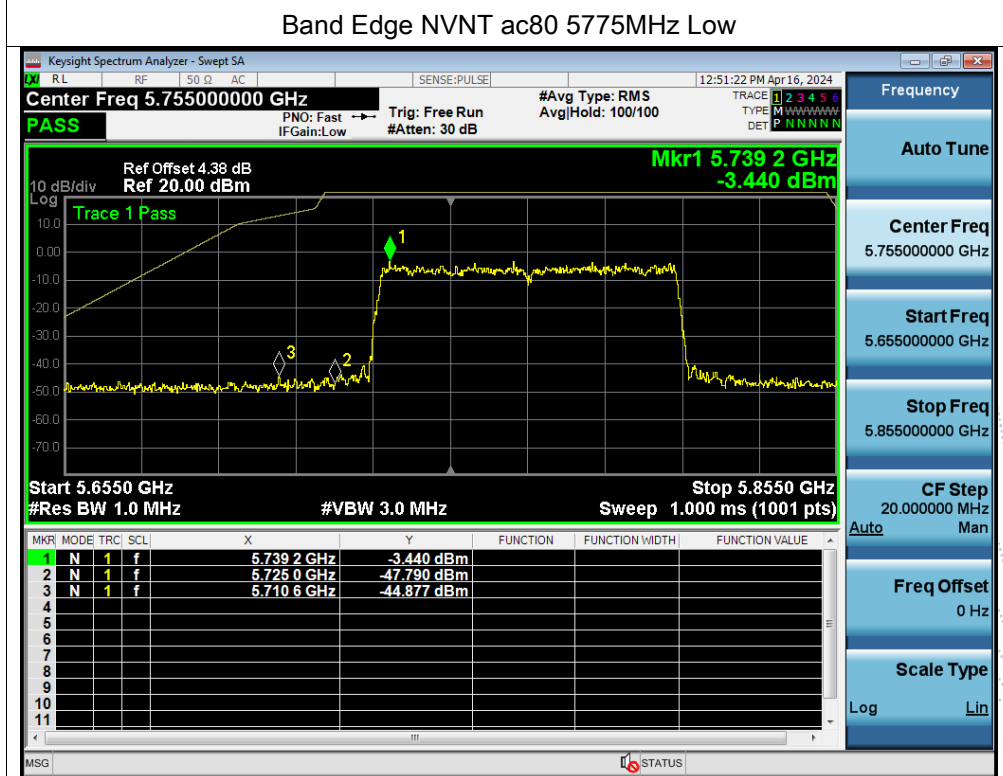 Band Edge NVNT ac80 5775MHz Low
Keysight Spectrum Analyzer - Swept SA
LXI RL RF 50 Ω AC SENSE:PULSE 12:51:22 PM Apr 16, 2024
Center Freq 5.755000000 GHz
PASS
PNO: Fast
IFGain:Low
Trig: Free Run
#Atten: 30 dB
#Avg Type: RMS
Avg|Hold: 100/100
TRACE 1 2 3 4 5 6
TYPE M WWWWW
DET P N N N N N
Ref Offset 4.38 dB
Ref 20.00 dBm
10 dB/div
Log
Mkr1 5.739 2 GHz
-3.440 dBm
Trace 1 Pass
10.0
0.00
-10.0
-20.0
-30.0
-40.0
-50.0
-60.0
-70.0
1
2
3
Start 5.6550 GHz
Stop 5.8550 GHz
#Res BW 1.0 MHz
#VBW 3.0 MHz
Sweep 1.000 ms (1001 pts)
MKR MODE TRC SCL X Y FUNCTION FUNCTION WIDTH FUNCTION VALUE
1 N 1 f 5.739 2 GHz -3.440 dBm
2 N 1 f 5.725 0 GHz -47.790 dBm
3 N 1 f 5.710 6 GHz -44.877 dBm
4
5
6
7
8
9
10
11
MSG
STATUS
Frequency
Auto Tune
Center Freq
5.755000000 GHz
Start Freq
5.655000000 GHz
Stop Freq
5.855000000 GHz
CF Step
20.000000 MHz
Auto Man
Freq Offset
0 Hz
Scale Type
Log Lin